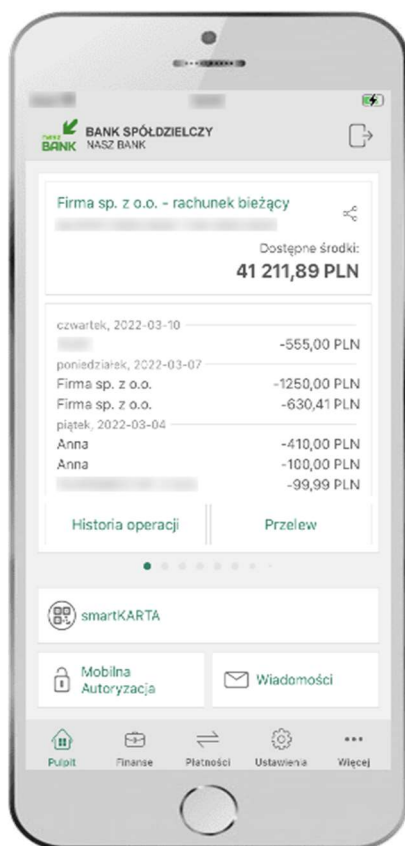 nasz
BANK
BANK SPÓŁDZIELCZY
NASZ BANK
Firma sp. z o.o. - rachunek bieżący
Dostępne środki:
41 211,89 PLN
czwartek, 2022-03-10
-555,00 PLN
poniedziałek, 2022-03-07
Firma sp. z o.o. -1250,00 PLN
Firma sp. z o.o. -630,41 PLN
piątek, 2022-03-04
Anna -410,00 PLN
Anna -100,00 PLN
-99,99 PLN
Historia operacji Przelew
smartKARTA
Mobilna
Autoryzacja
Wiadomości
Pulpit Finanse Płatności Ustawienia Więcej